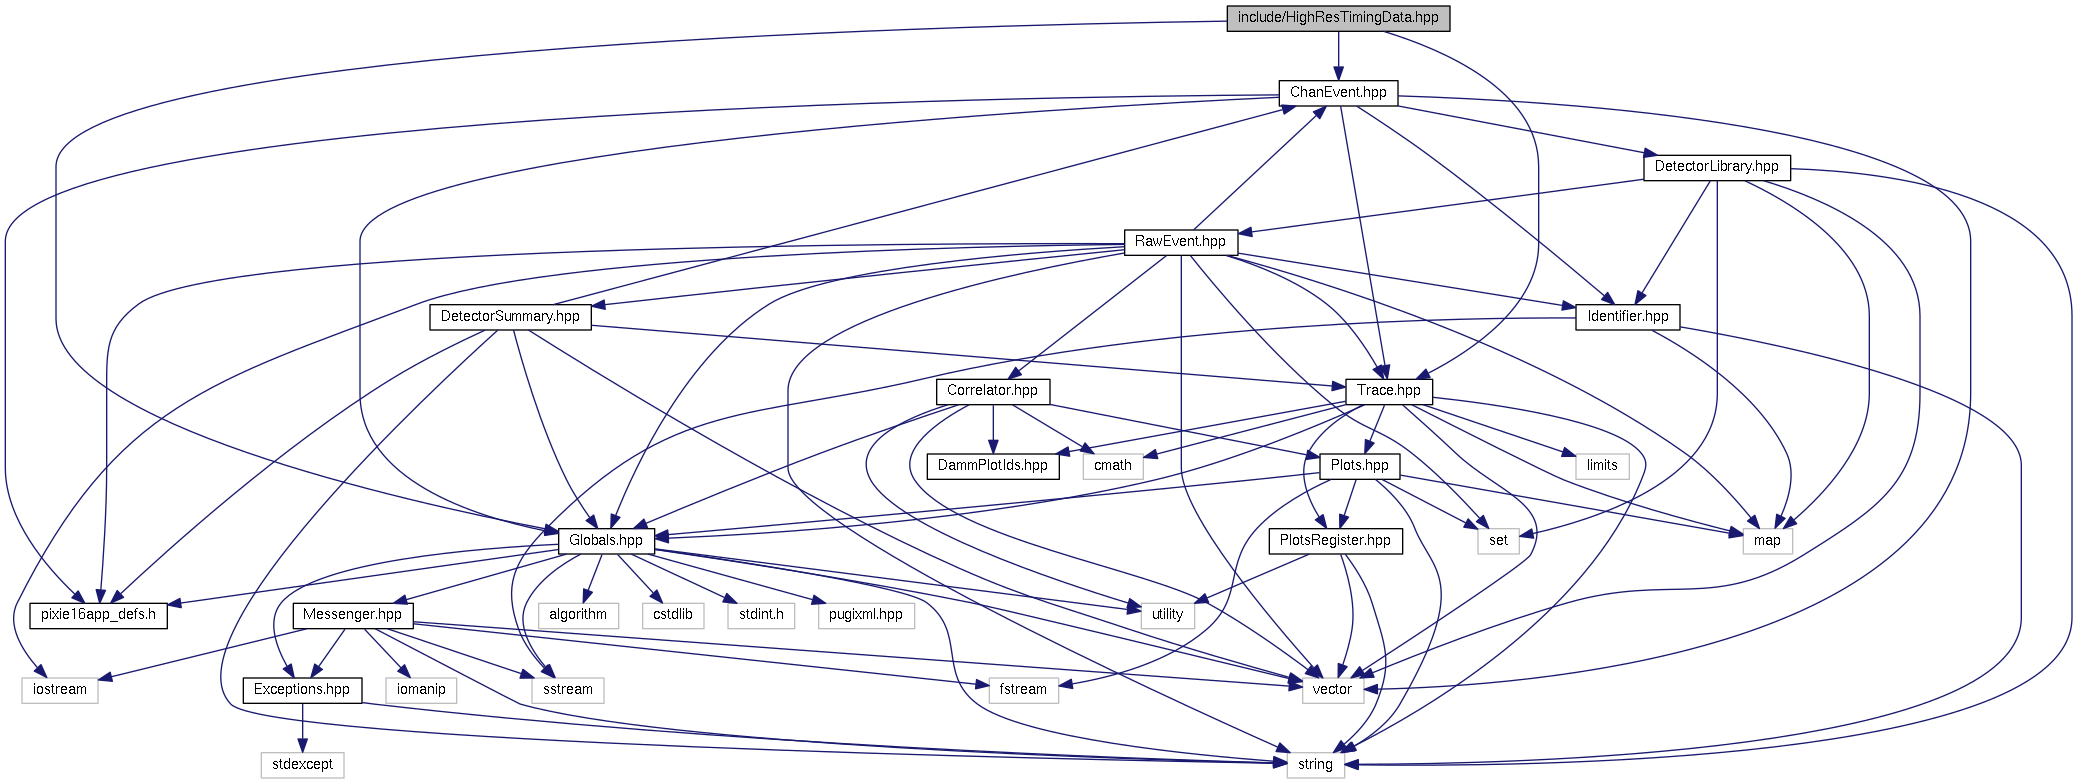 include/HighResTimingData.hpp
ChanEvent.hpp
DetectorLibrary.hpp
RawEvent.hpp
DetectorSummary.hpp
Identifier.hpp
Correlator.hpp
Trace.hpp
DammPlotIds.hpp
cmath
Plots.hpp
limits
Globals.hpp
PlotsRegister.hpp
set
map
pixie16app_defs.h
Messenger.hpp
algorithm
cstdlib
stdint.h
pugixml.hpp
utility
iostream
Exceptions.hpp
iomanip
sstream
fstream
vector
stdexcept
string